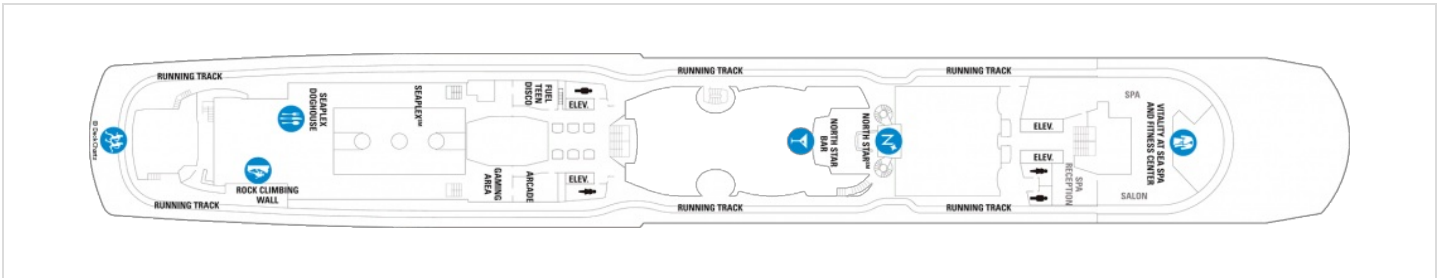 RUNNING TRACK
RUNNING TRACK
RUNNING TRACK
SEAPLEX
DOGHOUSE
SEAPLEX™
FUEL
TEEN
DISCO
ELEV.
NORTH STAR
BAR
NORTH STAR™
ELEV.
SPA
VITALITY AT SEA SPA
AND FITNESS CENTER
ELEV.
ROCK CLIMBING
WALL
GAMING
AREA
ARCADE
ELEV.
SPA
RECEPTION
SALON
RUNNING TRACK
RUNNING TRACK
RUNNING TRACK